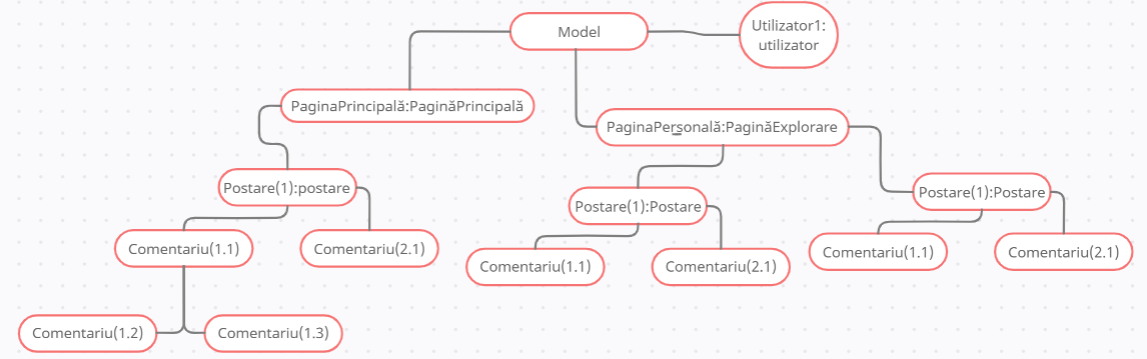 Model
Utilizator1:
utilizator
PaginaPrincipală:PaginăPrincipală
PaginaPersonală:PaginăExplorare
Postare(1):postare
Postare(1):Postare
Postare(1):Postare
Comentariu(1.1)
Comentariu(2.1)
Comentariu(1.1)
Comentariu(2.1)
Comentariu(1.1)
Comentariu(2.1)
Comentariu(1.2)
Comentariu(1.3)